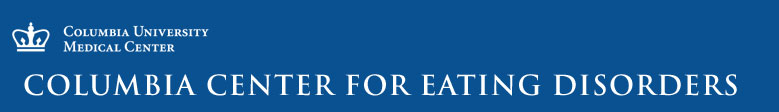 Columbia University
Medical Center
Columbia Center for Eating Disorders